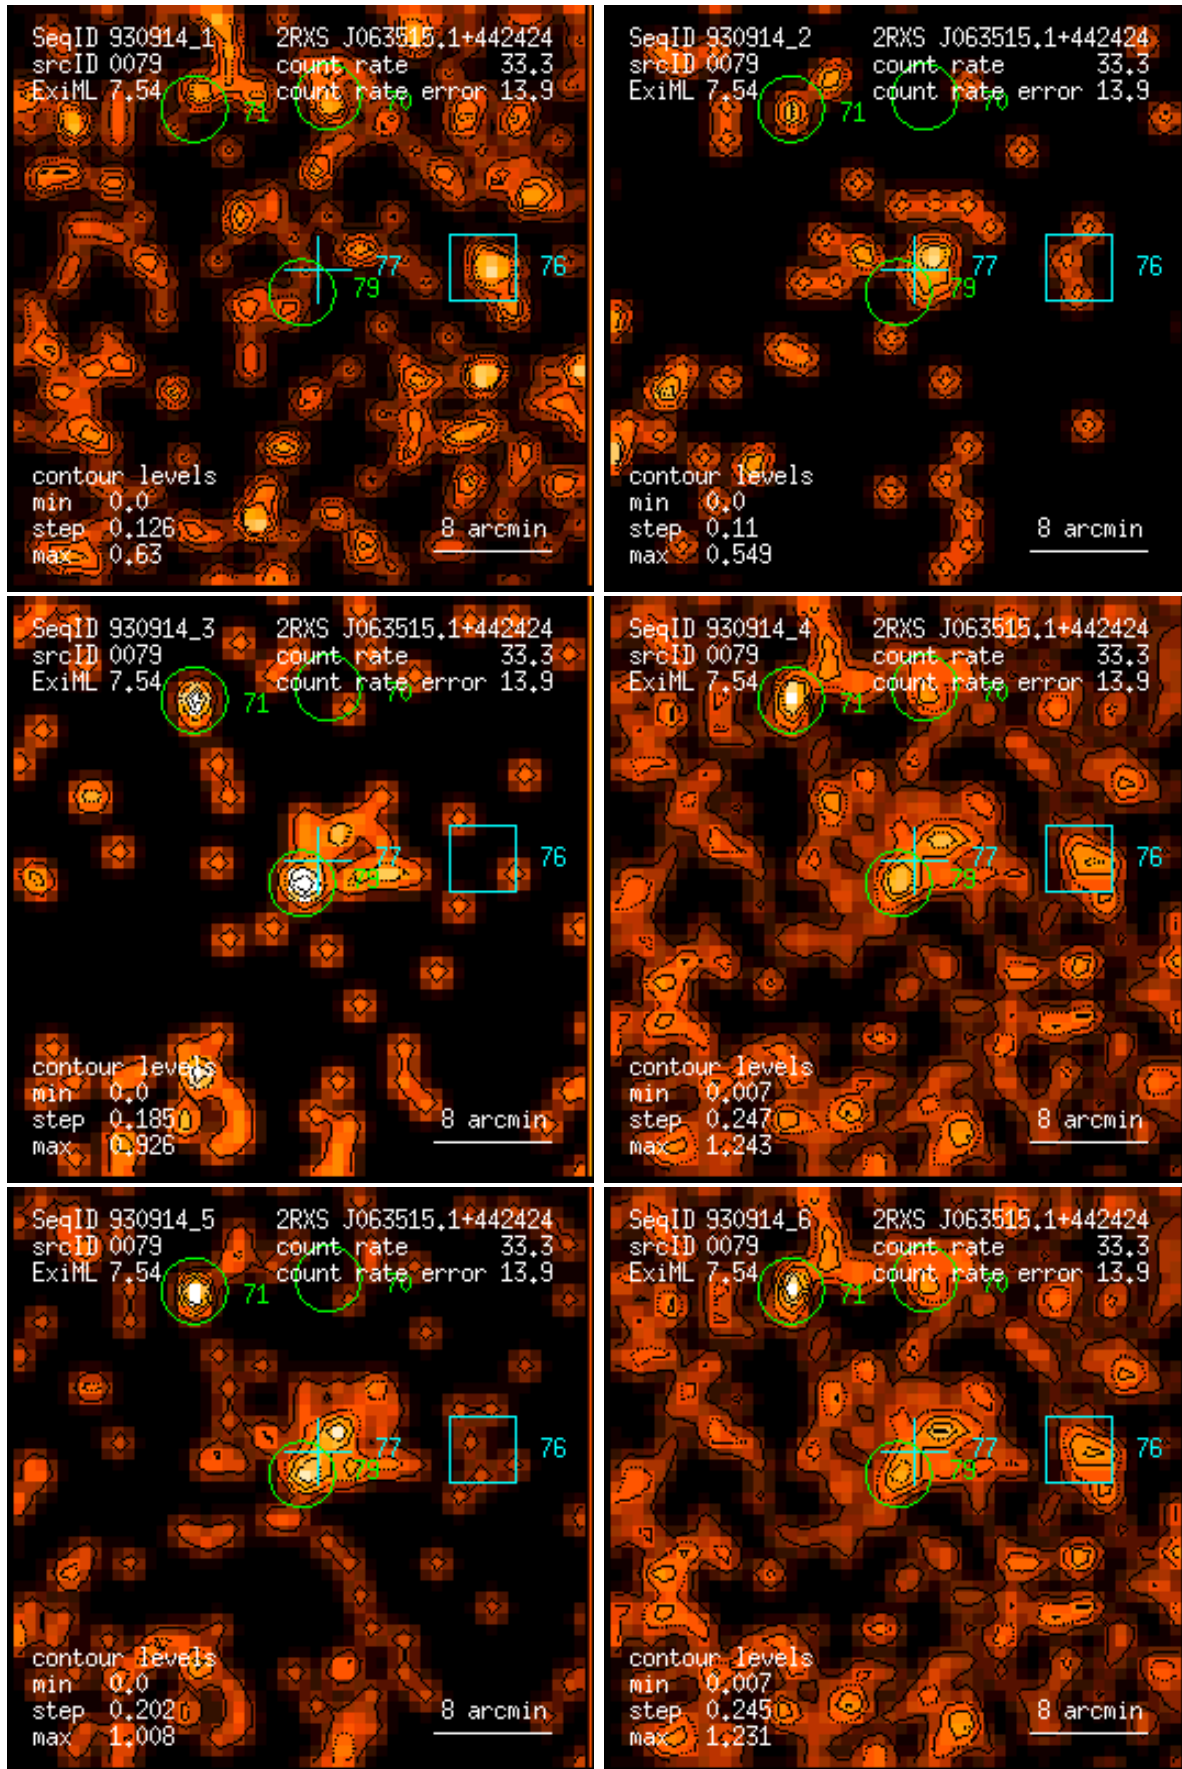 SeqID 930914_1 2RXS J063515.1+442424
srcID 0079 count rate 33.3
ExiML 7.54 count rate error 13.9
71 70
77 76
79
contour levels
min 0.0
step 0.126 8 arcmin
max 0.63
SeqID 930914_2 2RXS J063515.1+442424
srcID 0079 count rate 33.3
ExiML 7.54 count rate error 13.9
71 70
77 76
79
contour levels
min 0.0
step 0.11 8 arcmin
max 0.549
SeqID 930914_3 2RXS J063515.1+442424
srcID 0079 count rate 33.3
ExiML 7.54 count rate error 13.9
71 70
77 76
79
contour levels
min 0.0
step 0.185 8 arcmin
max 0.926
SeqID 930914_4 2RXS J063515.1+442424
srcID 0079 count rate 33.3
ExiML 7.54 count rate error 13.9
71 70
77 76
79
contour levels
min 0.007
step 0.247 8 arcmin
max 1.243
SeqID 930914_5 2RXS J063515.1+442424
srcID 0079 count rate 33.3
ExiML 7.54 count rate error 13.9
71 70
77 76
79
contour levels
min 0.0
step 0.202 8 arcmin
max 1.008
SeqID 930914_6 2RXS J063515.1+442424
srcID 0079 count rate 33.3
ExiML 7.54 count rate error 13.9
71 70
77 76
79
contour levels
min 0.007
step 0.245 8 arcmin
max 1.231